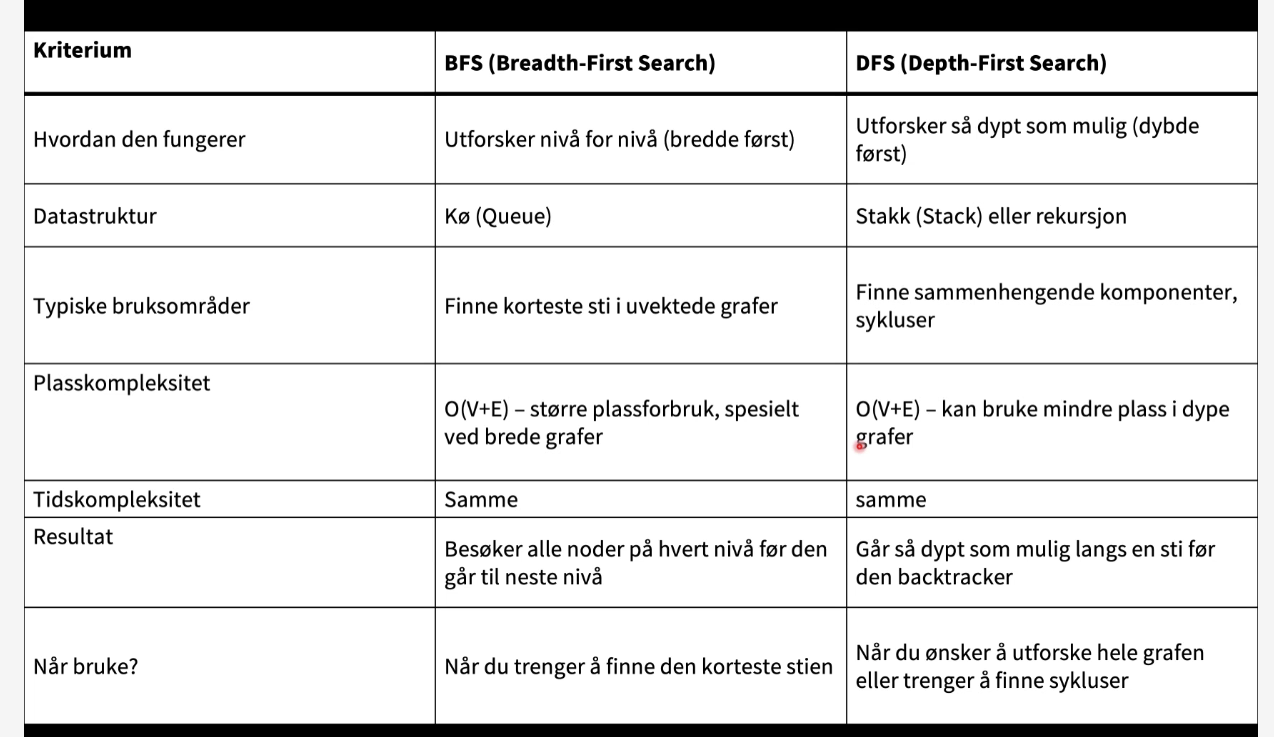 Kriterium
BFS (Breadth-First Search)
DFS (Depth-First Search)
Hvordan den fungerer
Utforsker nivå for nivå (bredde først)
Utforsker så dypt som mulig (dybde
først)
Datastruktur
Kø (Queue)
Stakk (Stack) eller rekursjon
Typiske bruksområder
Finne korteste sti i uvektede grafer
Finne sammenhengende komponenter,
sykluser
Plasskompleksitet
O(V+E) – større plassforbruk, spesielt
ved brede grafer
O(V+E) – kan bruke mindre plass i dype
grafer
Tidskompleksitet
Samme
samme
Resultat
Besøker alle noder på hvert nivå før den
går til neste nivå
Går så dypt som mulig langs en sti før
den backtracker
Når bruke?
Når du trenger å finne den korteste stien
Når du ønsker å utforske hele grafen
eller trenger å finne sykluser